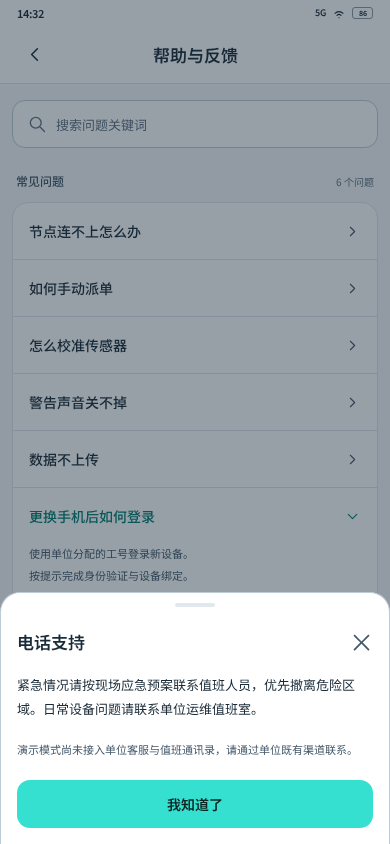 14:32
5G
86
帮助与反馈
搜索问题关键词
常见问题
6 个问题
节点连不上怎么办
如何手动派单
怎么校准传感器
警告声音关不掉
数据不上传
更换手机后如何登录
使用单位分配的工号登录新设备。
按提示完成身份验证与设备绑定。
电话支持
紧急情况请按现场应急预案联系值班人员，优先撤离危险区
域。日常设备问题请联系单位运维值班室。
演示模式尚未接入单位客服与值班通讯录，请通过单位既有渠道联系。
我知道了